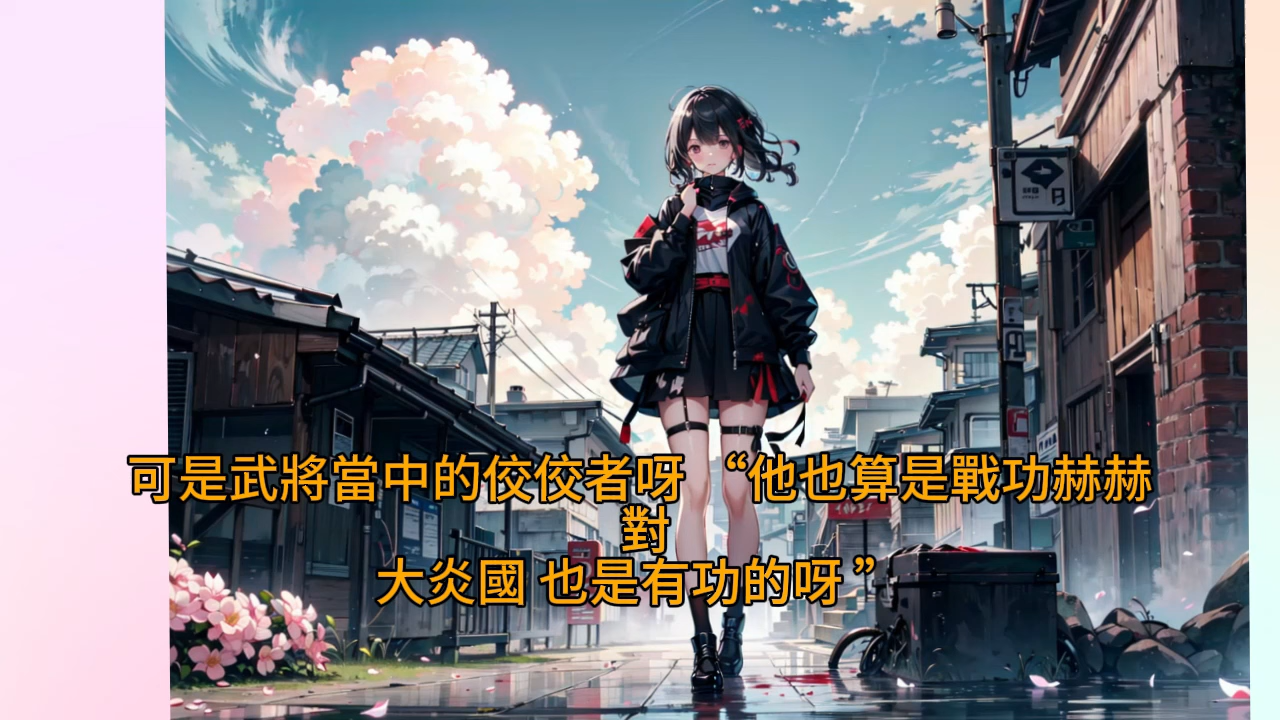 可是武將當中的佼佼者呀 “他也算是戰功赫赫
對
大炎國 也是有功的呀 ”
月